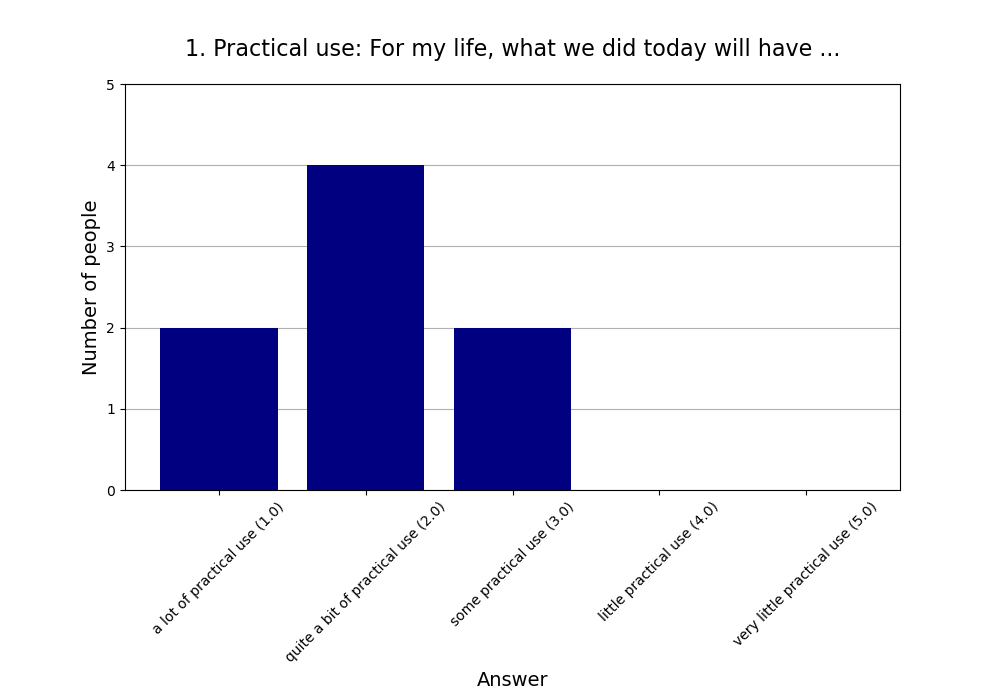 1. Practical use: For my life, what we did today will have ...
Number of people
5
4
3
2
1
0
a lot of practical use (1.0)
quite a bit of practical use (2.0)
some practical use (3.0)
little practical use (4.0)
very little practical use (5.0)
Answer